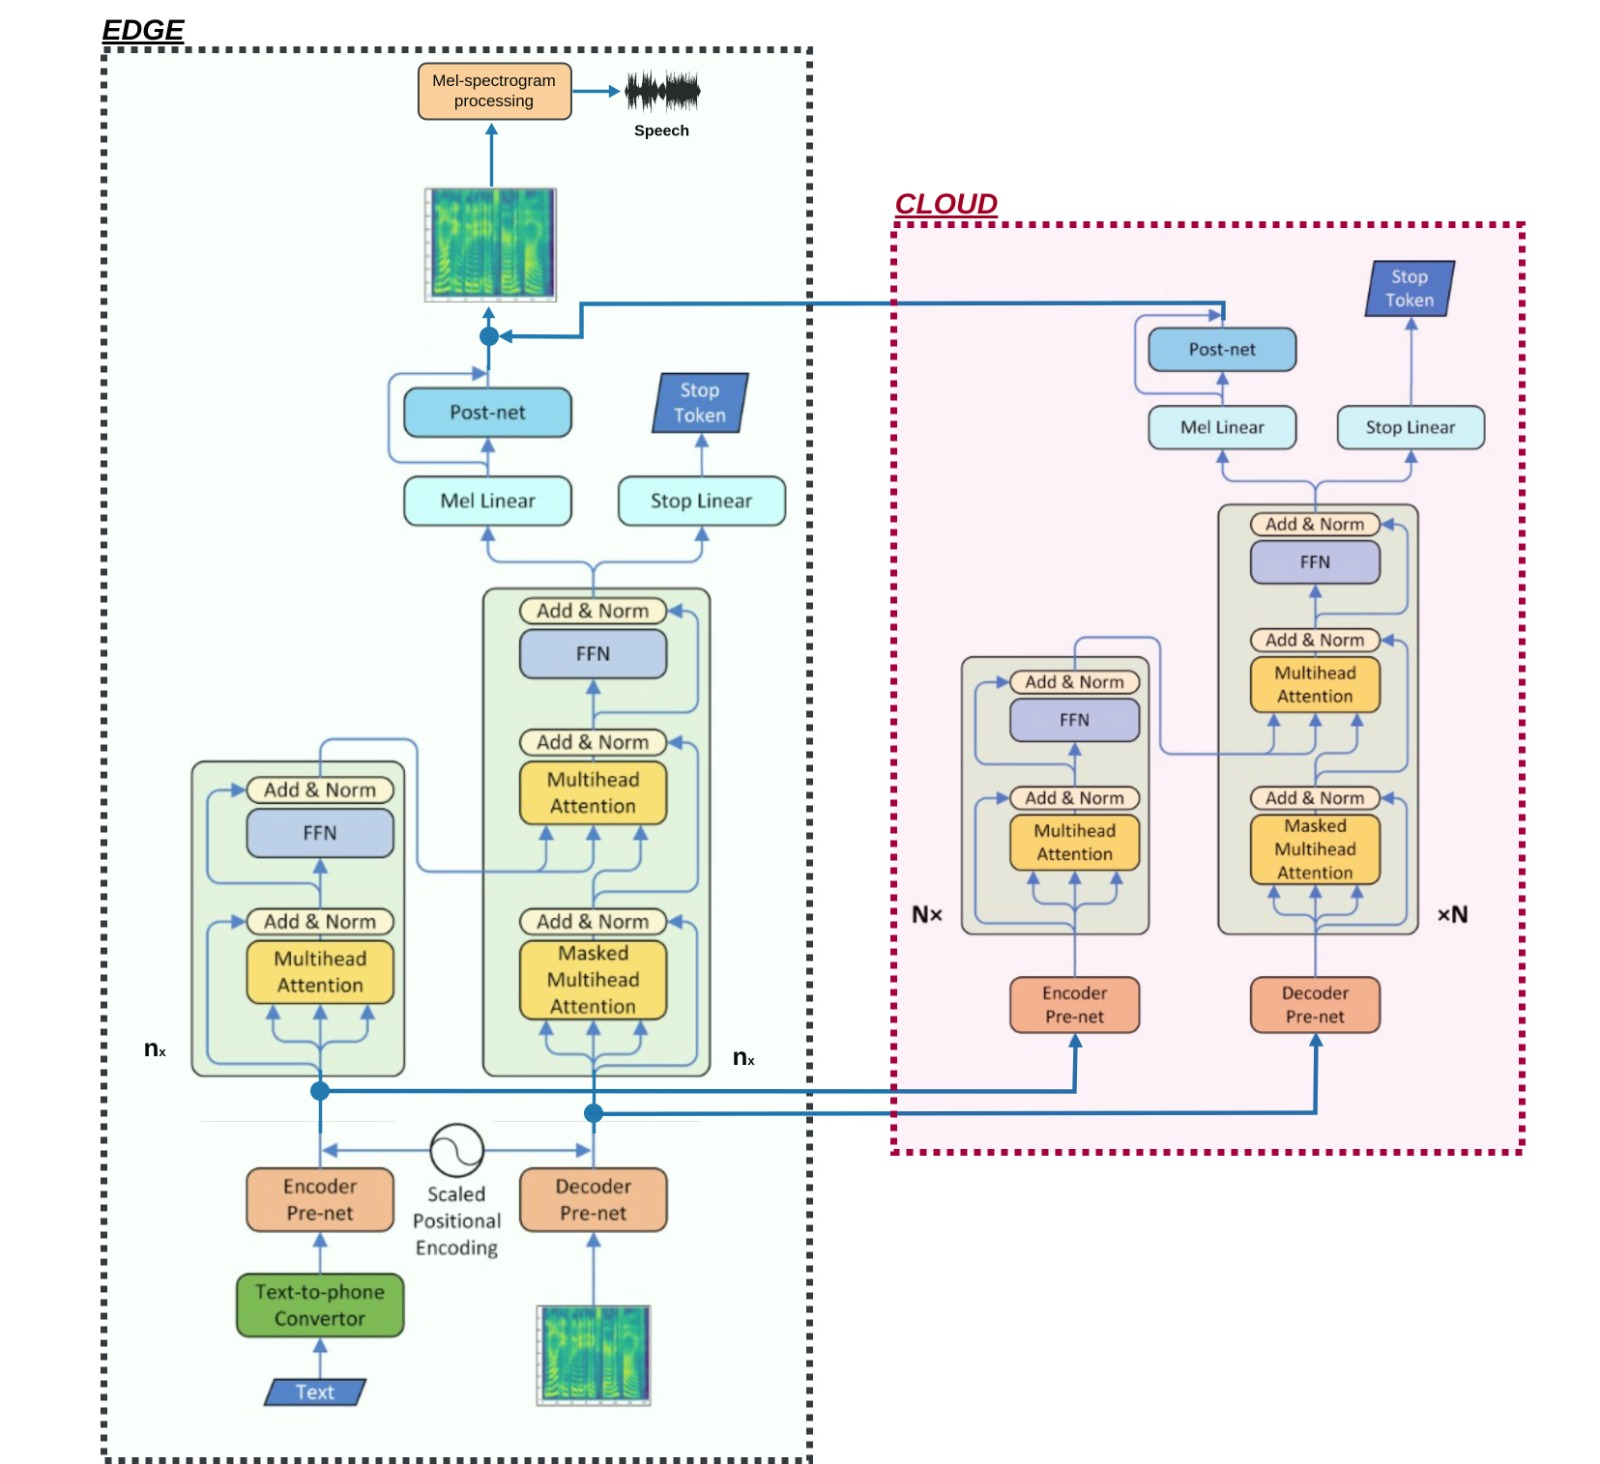 EDGE
Mel-spectrogram
processing
Speech
Post-net
Stop
Token
Mel Linear
Stop Linear
Add & Norm
FFN
Add & Norm
Multihead
Attention
Add & Norm
Masked
Multihead
Attention
nx
Add & Norm
FFN
Add & Norm
Multihead
Attention
nx
Scaled
Positional
Encoding
Encoder
Pre-net
Decoder
Pre-net
Text-to-phone
Convertor
Text
CLOUD
Stop
Token
Post-net
Mel Linear
Stop Linear
Add & Norm
FFN
Add & Norm
Multihead
Attention
Add & Norm
Masked
Multihead
Attention
×N
Add & Norm
FFN
Add & Norm
Multihead
Attention
N×
Encoder
Pre-net
Decoder
Pre-net